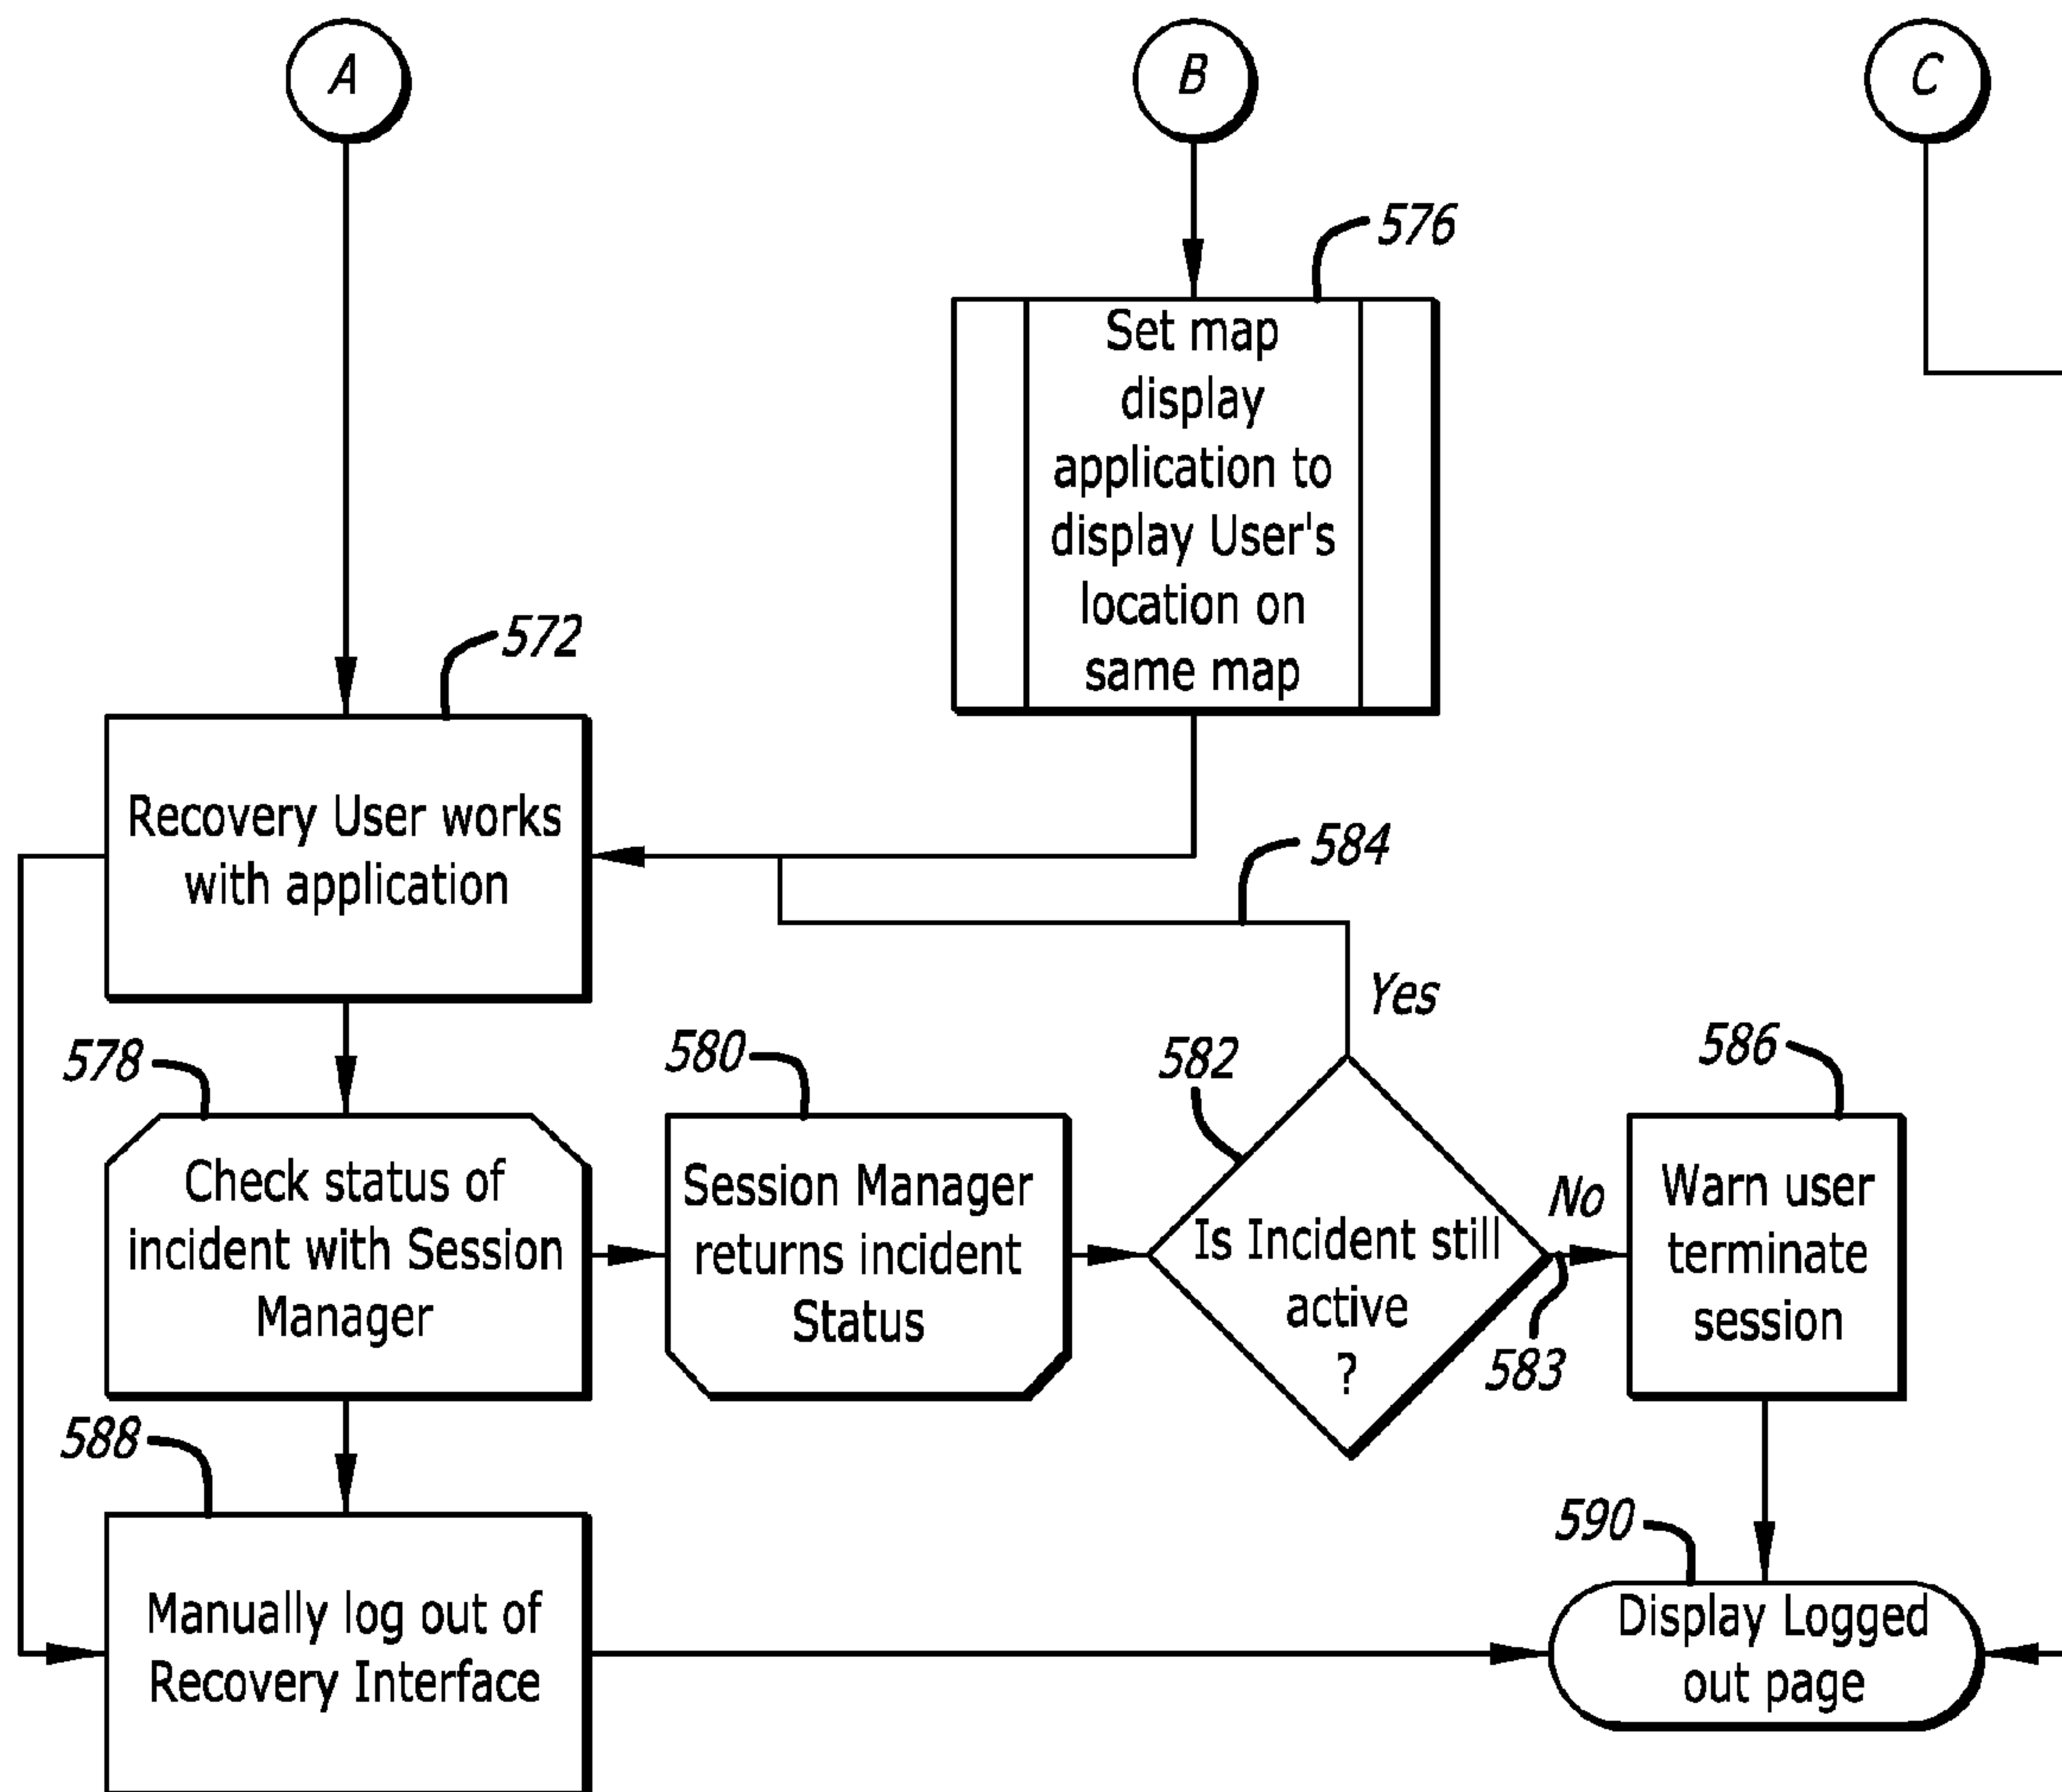 A
B
C
576
Set map
display
application to
display User's
location on
same map
572
Recovery User works
with application
584
Yes
578
Check status of
incident with Session
Manager
580
Session Manager
returns incident
Status
582
Is Incident still
active
?
No
583
586
Warn user
terminate
session
588
Manually log out of
Recovery Interface
590
Display Logged
out page